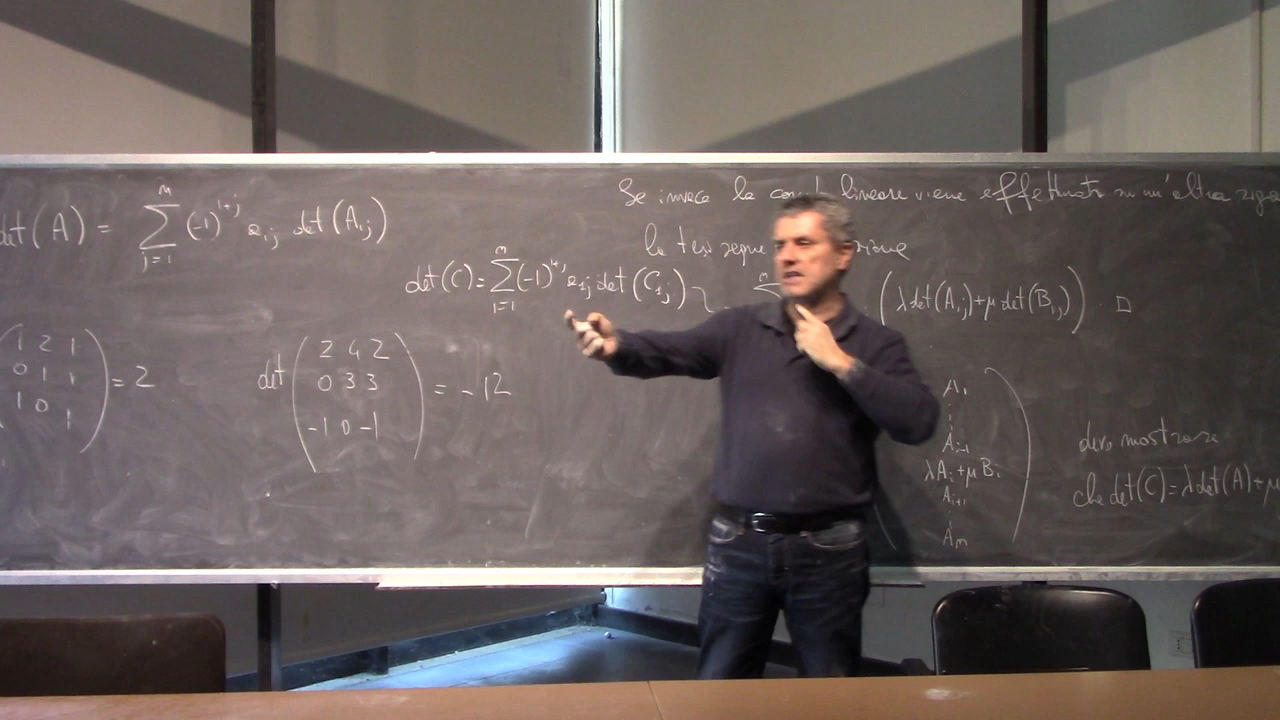 det(A) = \sum_{j=1}^{m} (-1)^{1+j} a_{1j} det(A_{1j})
1 2 1
0 1 1
1 0 1
= 2
det
2 4 2
0 3 3
-1 0 -1
= -12
Se invece la comb lineare viene effettuata su un'altra riga
la tesi segue
det(C) = \sum_{i=1}^{m} (-1)^{1+j} a_{1j} det(C_{1j})
(λ det(A_{1j}) + μ det(B_{1j})) . □
A_1
A_{i-1}
λA_i + μB_i
A_{i+1}
A_m
devo mostrare
che det(C) = λ det(A) + μ